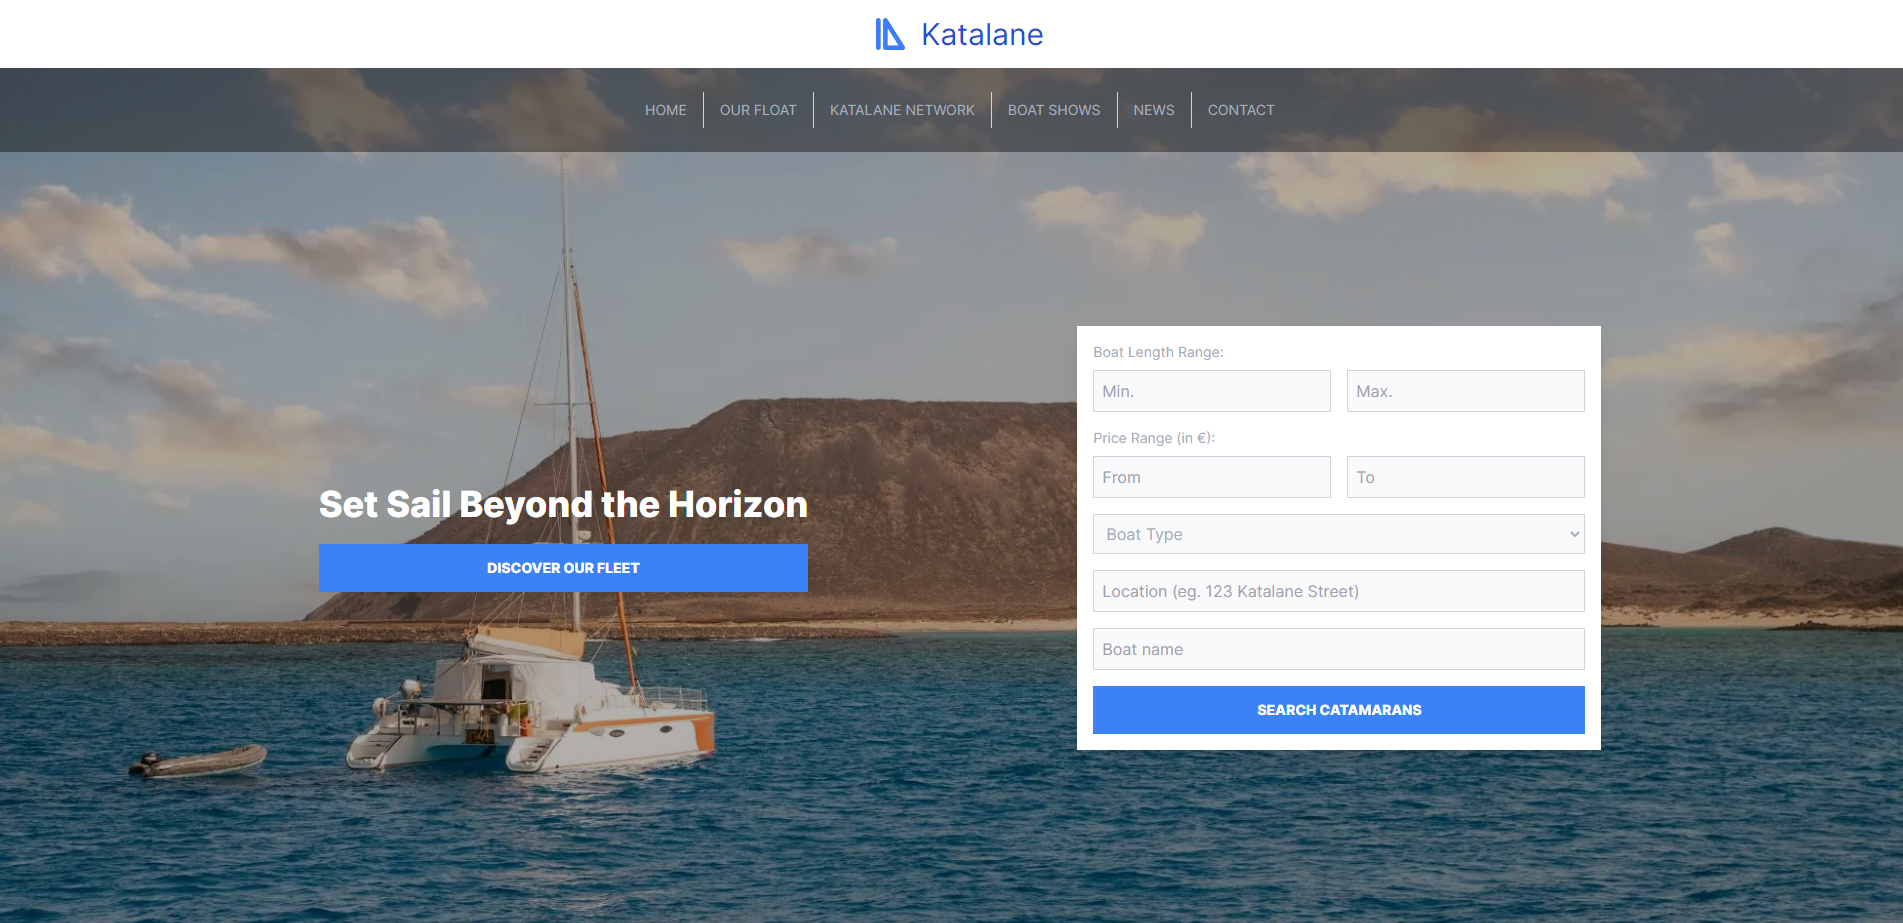 Katalane
HOME
OUR FLOAT
KATALANE NETWORK
BOAT SHOWS
NEWS
CONTACT
Set Sail Beyond the Horizon
DISCOVER OUR FLEET
Boat Length Range:
Min.
Max.
Price Range (in €):
From
To
Boat Type
Location (eg. 123 Katalane Street)
Boat name
SEARCH CATAMARANS